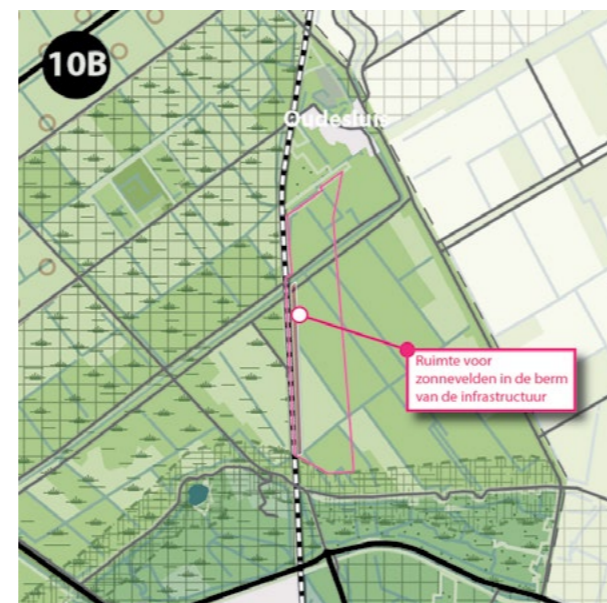 10B
Oudesluis
Ruimte voor
zonnevelden in de berm
van de infrastructuur